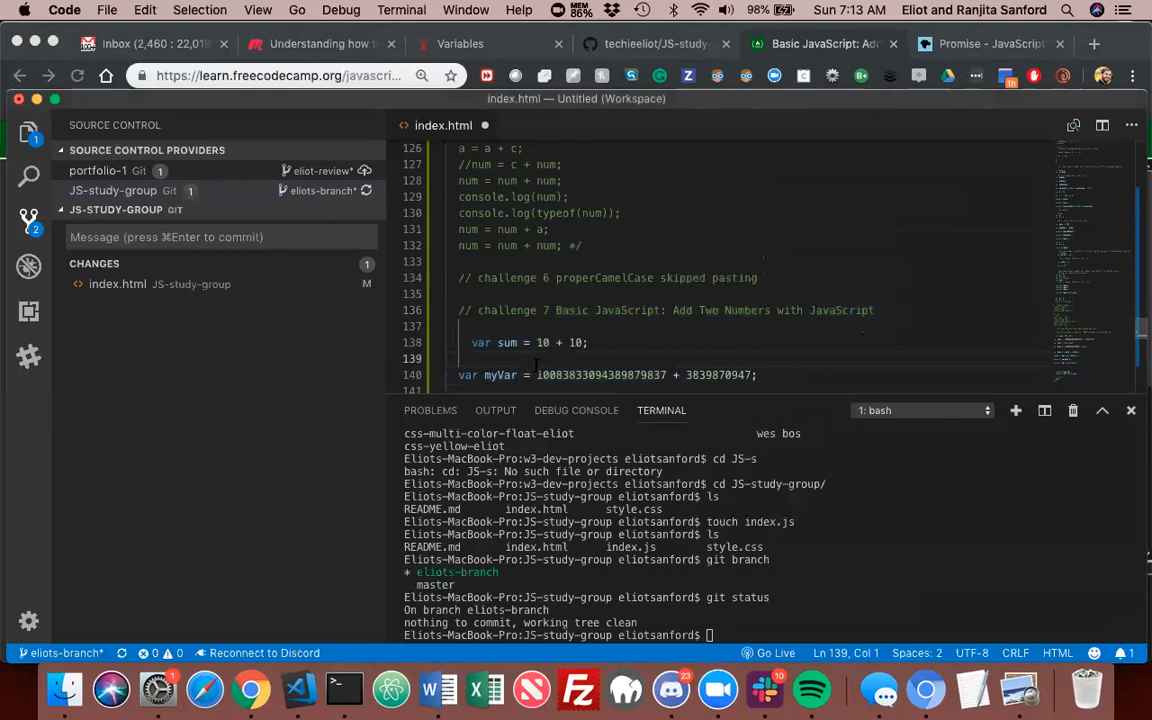 Code File Edit Selection View Go Debug Terminal Window Help MEM 86% 98% Sun 7:13 AM Eliot and Ranjita Sanford
Inbox (2,460 : 22,019 Understanding how t Variables techieeliot/JS-study- Basic JavaScript: Add Promise - JavaScript
https://learn.freecodecamp.org/javascri... 1h
index.html — Untitled (Workspace)
SOURCE CONTROL
index.html
SOURCE CONTROL PROVIDERS
portfolio-1 Git 1 eliot-review*
JS-study-group Git 1 eliots-branch*
JS-STUDY-GROUP GIT
Message (press ⌘Enter to commit)
CHANGES 1
index.html JS-study-group M
1
2
126 a = a + c;
127 //num = c + num;
128 num = num + num;
129 console.log(num);
130 console.log(typeof(num));
131 num = num + a;
132 num = num + num; */
133
134 // challenge 6 properCamelCase skipped pasting
135
136 // challenge 7 Basic JavaScript: Add Two Numbers with JavaScript
137
138 var sum = 10 + 10;
139
140 var myVar = 10083833094389879837 + 3839870947;
141
PROBLEMS OUTPUT DEBUG CONSOLE TERMINAL 1: bash
css-multi-color-float-eliot wes bos
css-yellow-eliot
Eliots-MacBook-Pro:w3-dev-projects eliotsanford$ cd JS-s
bash: cd: JS-s: No such file or directory
Eliots-MacBook-Pro:w3-dev-projects eliotsanford$ cd JS-study-group/
Eliots-MacBook-Pro:JS-study-group eliotsanford$ ls
README.md index.html style.css
Eliots-MacBook-Pro:JS-study-group eliotsanford$ touch index.js
Eliots-MacBook-Pro:JS-study-group eliotsanford$ ls
README.md index.html index.js style.css
Eliots-MacBook-Pro:JS-study-group eliotsanford$ git branch
* eliots-branch
master
Eliots-MacBook-Pro:JS-study-group eliotsanford$ git status
On branch eliots-branch
nothing to commit, working tree clean
Eliots-MacBook-Pro:JS-study-group eliotsanford$
eliots-branch* 0 0 Reconnect to Discord Go Live Ln 139, Col 1 Spaces: 2 UTF-8 CRLF HTML 1
1 23 10